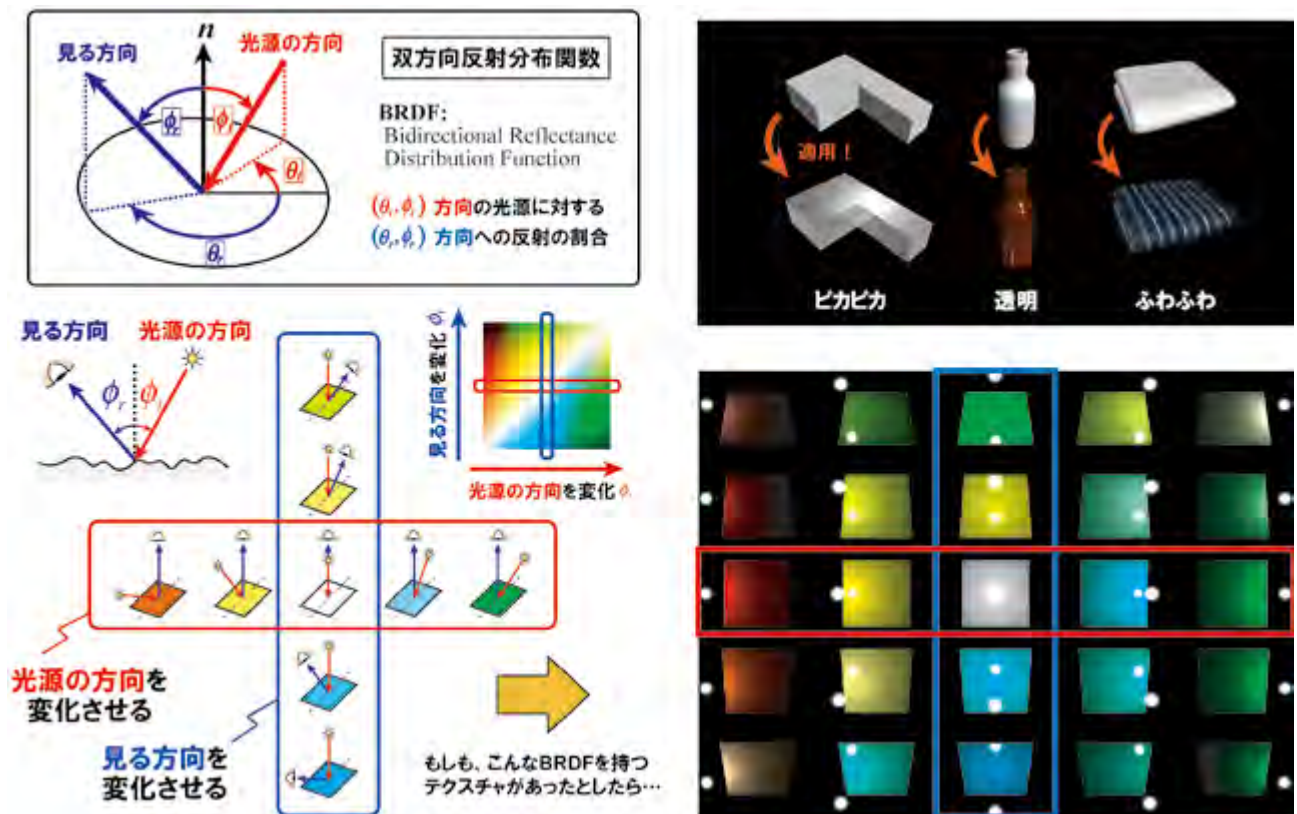 n
見る方向
光源の方向
φr
φi
θi
θr
双方向反射分布関数
BRDF:
Bidirectional Reflectance
Distribution Function
(θi,φi) 方向の光源に対する
(θr,φr) 方向への反射の割合
適用！
ピカピカ
透明
ふわふわ
見る方向
光源の方向
φr
φi
見る方向を変化
光源の方向を変化
光源の方向を
変化させる
見る方向を
変化させる
もしも、こんなBRDFを持つ
テクスチャがあったとしたら…